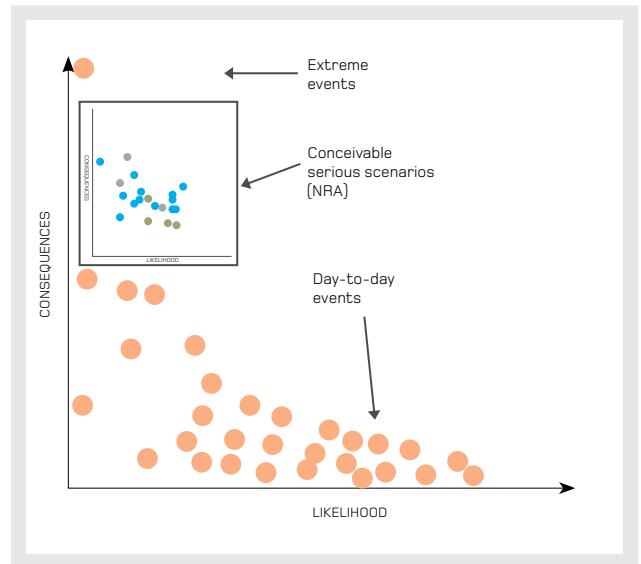 Extreme
events
Conceivable
serious scenarios
(NRA)
CONSEQUENCES
LIKELIHOOD
Day-to-day
events
CONSEQUENCES
LIKELIHOOD